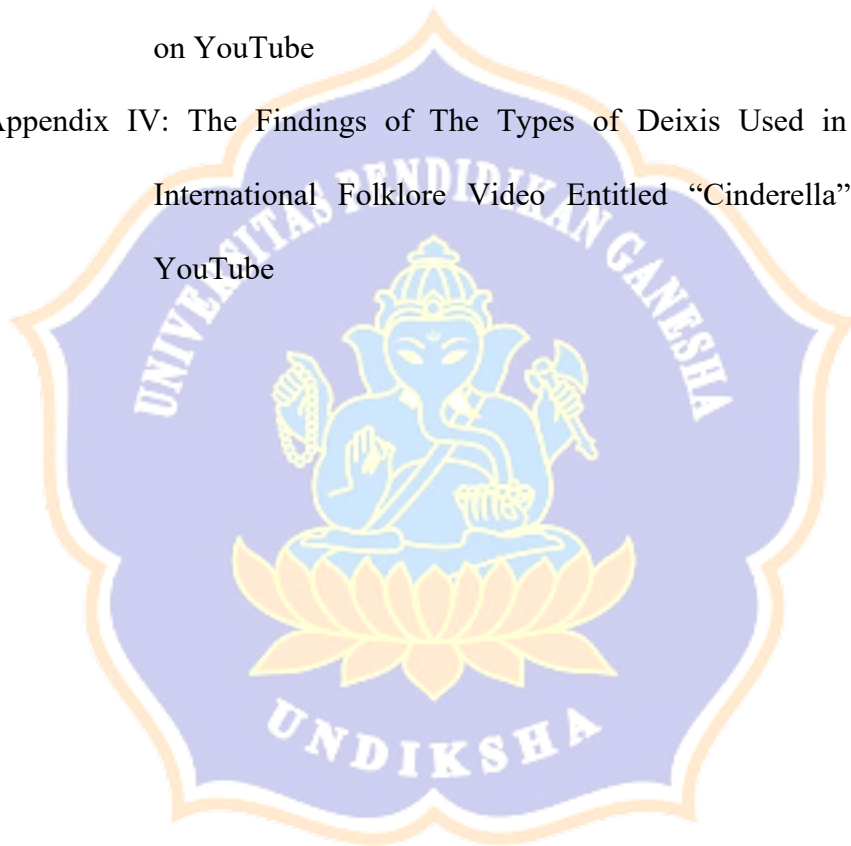 on YouTube
Appendix IV: The Findings of The Types of Deixis Used in
International Folklore Video Entitled “Cinderella”
YouTube
UNIVERSITAS PENDIDIKAN GANESHA
UNDIKSHA